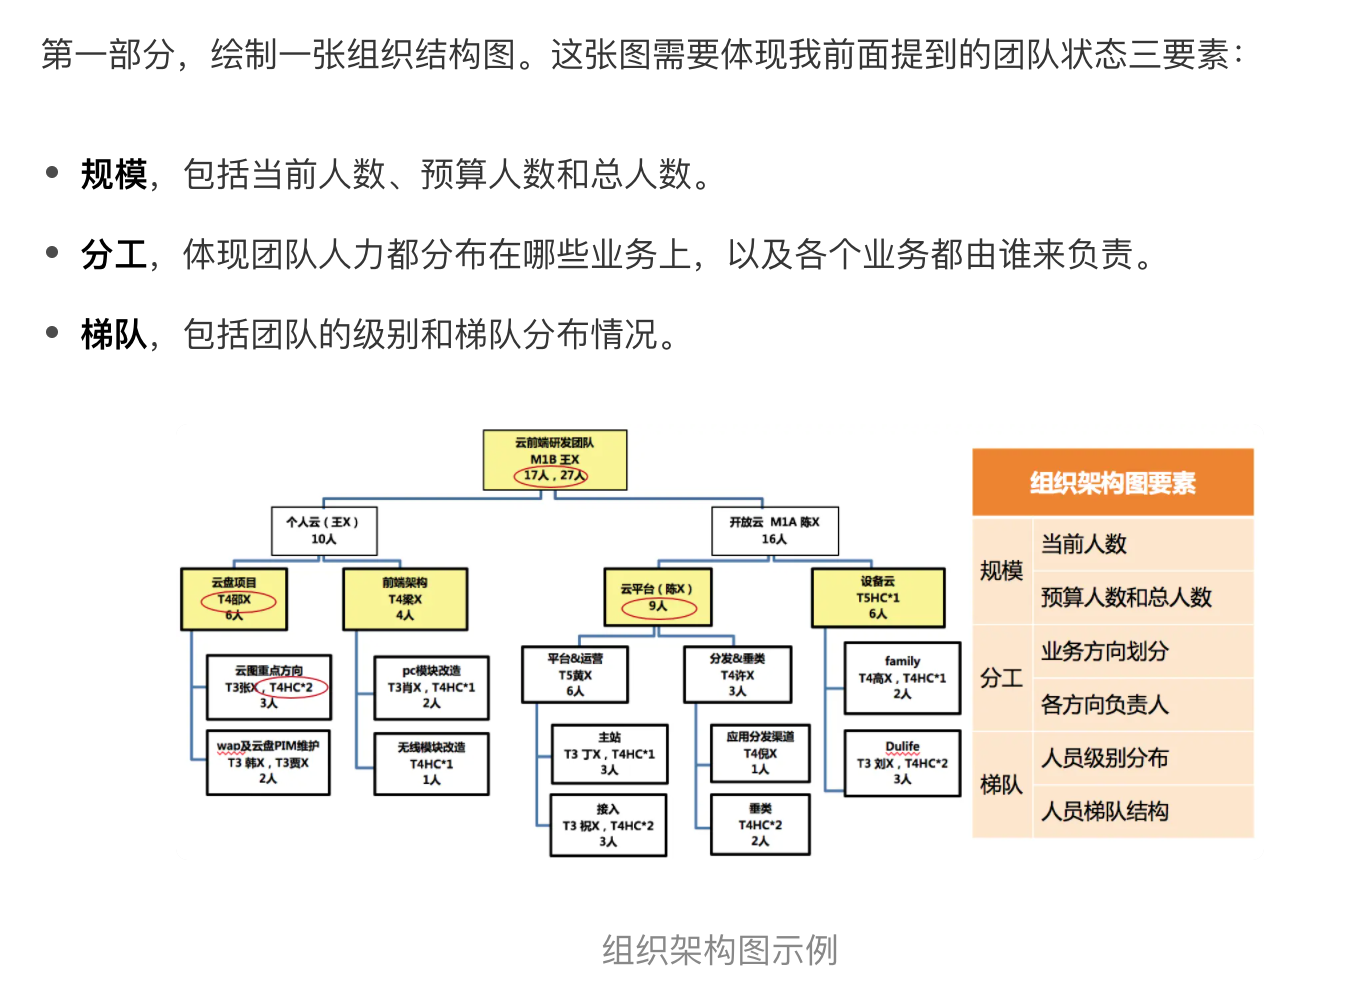 第一部分，绘制一张组织结构图。这张图需要体现我前面提到的团队状态三要素：
规模，包括当前人数、预算人数和总人数。
分工，体现团队人力都分布在哪些业务上，以及各个业务都由谁来负责。
梯队，包括团队的级别和梯队分布情况。
云前端研发团队
M1B 王X
17人，27人
个人云（王X）
10人
开放云 M1A 陈X
16人
云盘项目
T4邵X
6人
前端架构
T4梁X
4人
云平台（陈X）
9人
设备云
T5HC*1
6人
云图重点方向
T3张X，T4HC*2
3人
pc模块改造
T3肖X，T4HC*1
2人
平台&运营
T5黄X
6人
分发&垂类
T4许X
3人
family
T4高X，T4HC*1
2人
wap及云盘PIM维护
T3 韩X，T3贾X
2人
无线模块改造
T4HC*1
1人
主站
T3 丁X，T4HC*1
3人
应用分发渠道
T4倪X
1人
Dulife
T3 刘X，T4HC*2
3人
接入
T3 祝X，T4HC*2
3人
垂类
T4HC*2
2人
组织架构图要素
规模
当前人数
预算人数和总人数
分工
业务方向划分
各方向负责人
梯队
人员级别分布
人员梯队结构
组织架构图示例